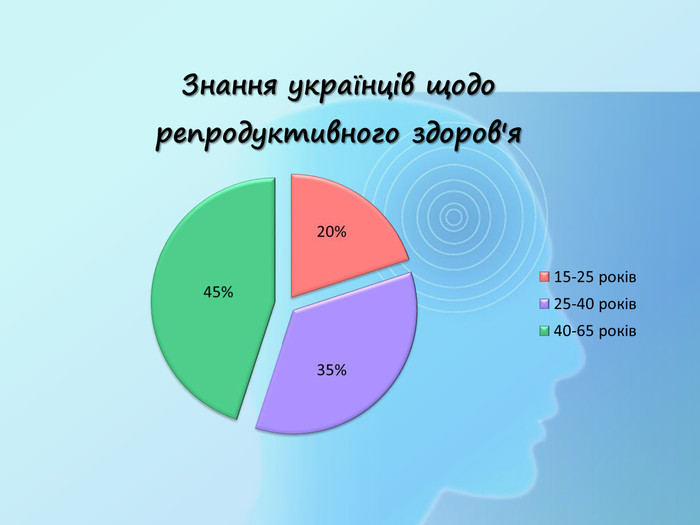 Знання українців щодо
репродуктивного здоров'я
20%
45%
35%
15-25 років
25-40 років
40-65 років